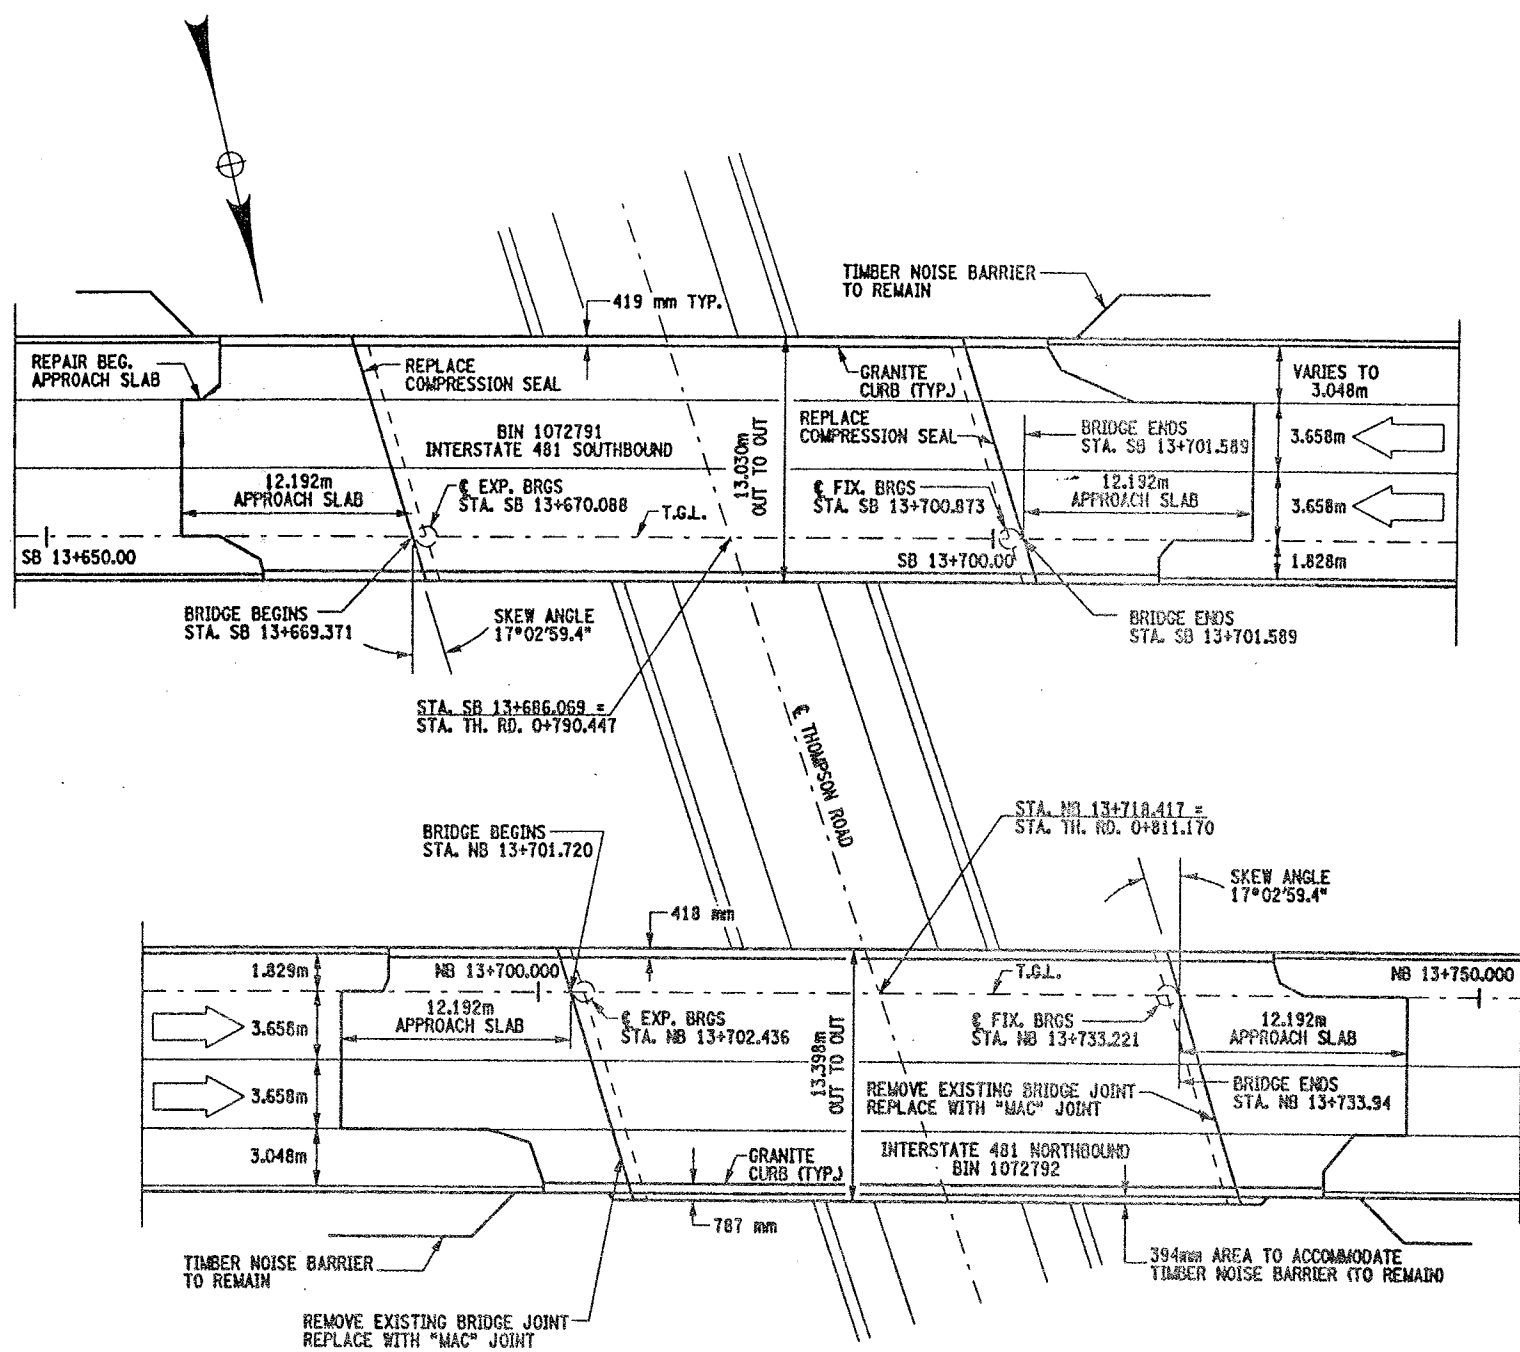 TIMBER NOISE BARRIER
TO REMAIN
419 mm TYP.
REPAIR BEG.
APPROACH SLAB
REPLACE
COMPRESSION SEAL
GRANITE
CURB (TYP.)
VARIES TO
3.048m
BIN 1072791
INTERSTATE 481 SOUTHBOUND
13.030m
OUT TO OUT
REPLACE
COMPRESSION SEAL
BRIDGE ENDS
STA. SB 13+701.589
3.658m
12.192m
APPROACH SLAB
℄ EXP. BRGS
STA. SB 13+670.088
T.G.L.
℄ FIX. BRGS
STA. SB 13+700.873
12.192m
APPROACH SLAB
3.658m
SB 13+650.00
SB 13+700.00
1.828m
BRIDGE BEGINS
STA. SB 13+669.371
SKEW ANGLE
17°02'59.4"
BRIDGE ENDS
STA. SB 13+701.589
STA. SB 13+686.069 =
STA. TH. RD. 0+790.447
℄ THOMPSON ROAD
BRIDGE BEGINS
STA. NB 13+701.720
STA. NB 13+718.417 =
STA. TH. RD. 0+811.170
SKEW ANGLE
17°02'59.4"
418 mm
1.829m
NB 13+700.000
T.G.L.
NB 13+750.000
12.192m
APPROACH SLAB
3.658m
℄ EXP. BRGS
STA. NB 13+702.436
13.398m
OUT TO OUT
℄ FIX. BRGS
STA. NB 13+733.221
12.192m
APPROACH SLAB
3.658m
REMOVE EXISTING BRIDGE JOINT
REPLACE WITH "MAC" JOINT
BRIDGE ENDS
STA. NB 13+733.94
3.048m
GRANITE
CURB (TYP.)
INTERSTATE 481 NORTHBOUND
BIN 1072792
787 mm
TIMBER NOISE BARRIER
TO REMAIN
394mm AREA TO ACCOMMODATE
TIMBER NOISE BARRIER (TO REMAIN)
REMOVE EXISTING BRIDGE JOINT
REPLACE WITH "MAC" JOINT